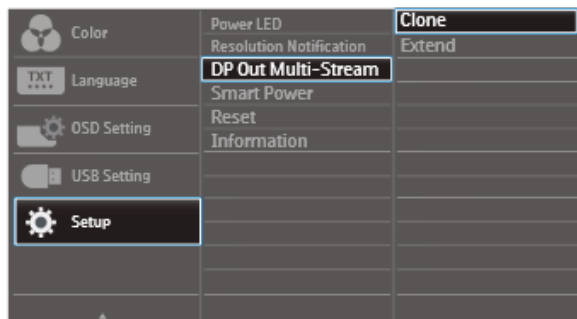 Color
TXT
Language
OSD Setting
USB Setting
Setup
Power LED
Resolution Notification
DP Out Multi-Stream
Smart Power
Reset
Information
Clone
Extend